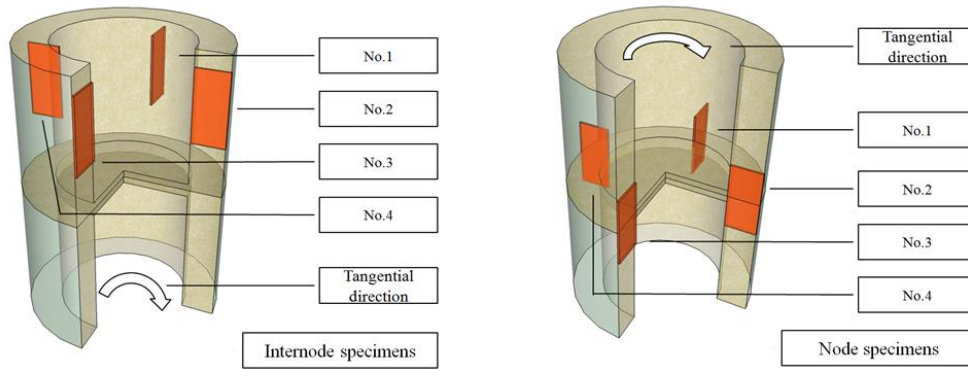 No.1
No.2
No.3
No.4
Tangential
direction
Internode specimens
Tangential
direction
No.1
No.2
No.3
No.4
Node specimens